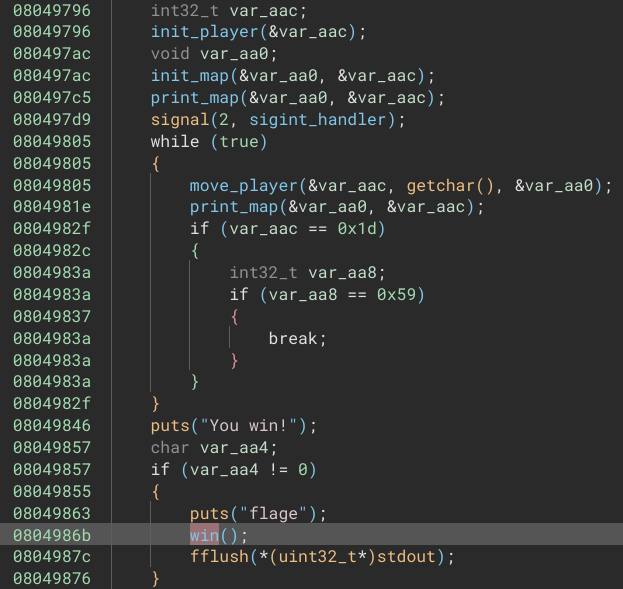 08049796 int32_t var_aac;
08049796 init_player(&var_aac);
080497ac void var_aa0;
080497ac init_map(&var_aa0, &var_aac);
080497c5 print_map(&var_aa0, &var_aac);
080497d9 signal(2, sigint_handler);
08049805 while (true)
08049805 {
08049805 move_player(&var_aac, getchar(), &var_aa0);
0804981e print_map(&var_aa0, &var_aac);
0804982f if (var_aac == 0x1d)
0804982c {
0804983a int32_t var_aa8;
0804983a if (var_aa8 == 0x59)
08049837 {
0804983a break;
0804983a }
0804983a }
0804982f }
08049846 puts("You win!");
08049857 char var_aa4;
08049857 if (var_aa4 != 0)
08049855 {
08049863 puts("flage");
0804986b win();
0804987c fflush(*(uint32_t*)stdout);
08049876 }